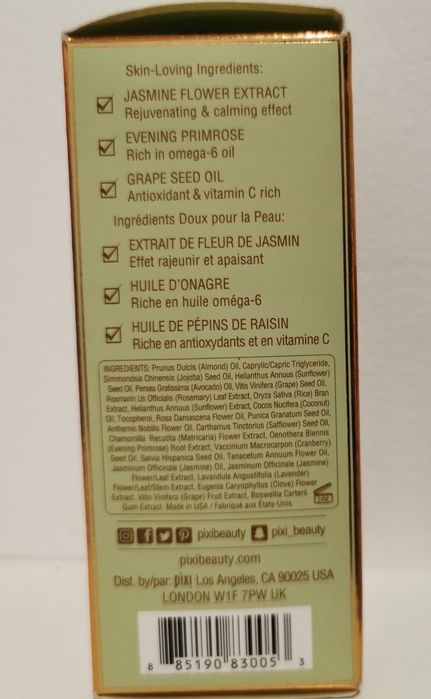 Skin-Loving Ingredients:
JASMINE FLOWER EXTRACT
Rejuvenating & calming effect
EVENING PRIMROSE
Rich in omega-6 oil
GRAPE SEED OIL
Antioxidant & vitamin C rich
Ingrédients Doux pour la Peau:
EXTRAIT DE FLEUR DE JASMIN
Effet rajeunir et apaisant
HUILE D'ONAGRE
Riche en huile oméga-6
HUILE DE PÉPINS DE RAISIN
Riche en antioxydants et en vitamine C
INGREDIENTS: Prunus Dulcis (Almond) Oil, Caprylic/Capric Triglyceride,
Simmondsia Chinensis (Jojoba) Seed Oil, Helianthus Annuus (Sunflower)
Seed Oil, Persea Gratissima (Avocado) Oil, Vitis Vinifera (Grape) Seed Oil,
Rosmarin Us Officialis (Rosemary) Leaf Extract, Oryza Sativa (Rice) Bran
Extract, Helianthus Annuus (Sunflower) Extract, Cocos Nucifera (Coconut)
Oil, Tocopherol, Rosa Damascena Flower Oil, Punica Granatum Seed Oil,
Anthemis Nobilis Flower Oil, Carthamus Tinctorius (Safflower) Seed Oil,
Chamomilla Recutita (Matricaria) Flower Extract, Oenothera Biennis
(Evening Primrose) Root Extract, Vaccinium Macrocarpon (Cranberry)
Seed Oil, Salvia Hispanica Seed Oil, Tanacetum Annuum Flower Oil,
Jasminum Officinale (Jasmine) Oil, Jasminum Officinale (Jasmine)
Flower/Leaf Extract, Lavandula Angustifolia (Lavender)
Flower/Leaf/Stem Extract, Eugenia Caryophyllus (Clove) Flower
Extract, Vitis Vinifera (Grape) Fruit Extract, Boswellia Carterii
Gum Extract. Made in USA / Fabriqué aux États-Unis.
24M
pixibeauty pixi_beauty
pixibeauty.com
Dist. by/par: pixi Los Angeles, CA 90025 USA
LONDON W1F 7PW UK
8 85190 83005 3